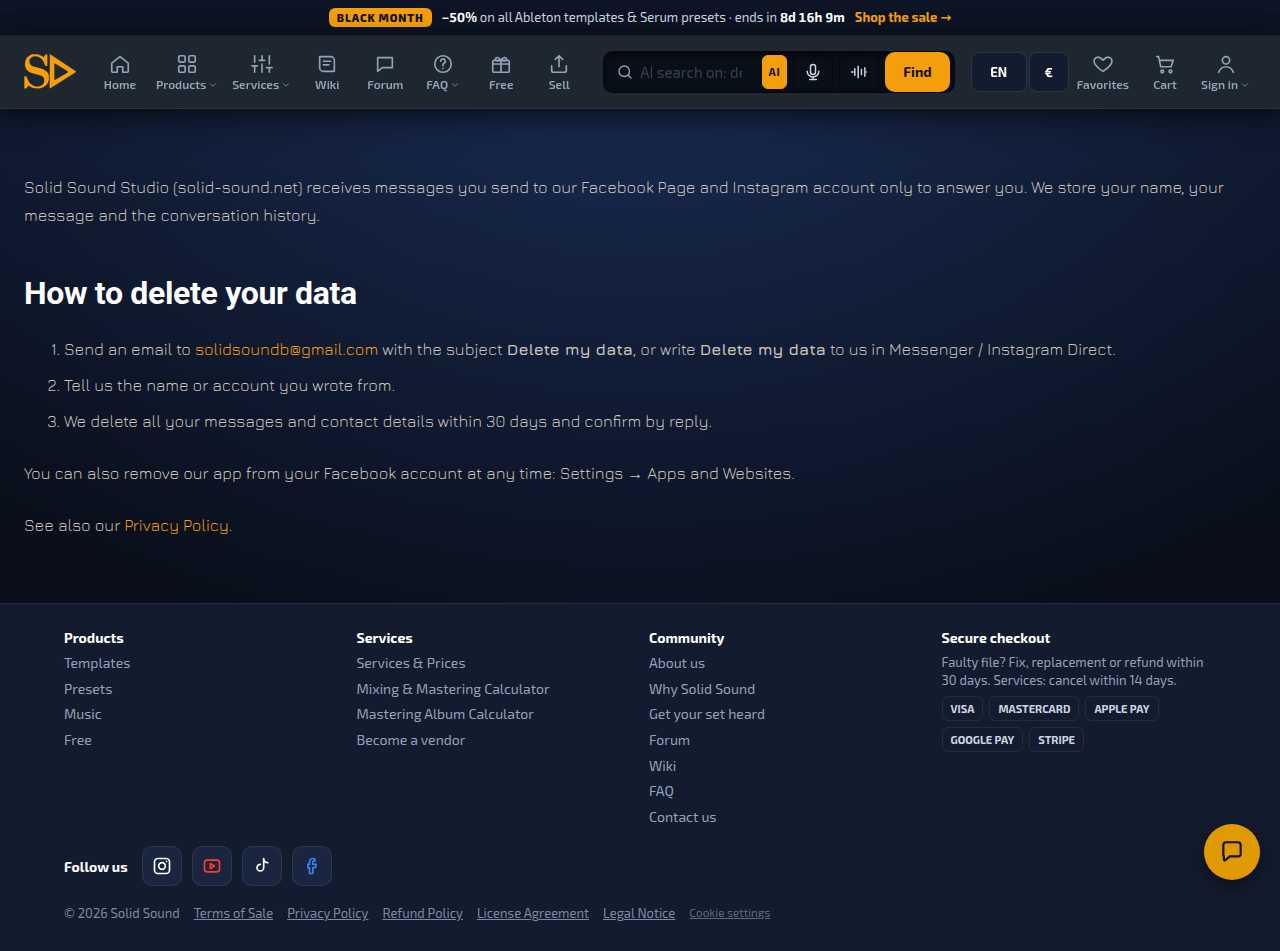 BLACK MONTH −50% on all Ableton templates & Serum presets · ends in 8d 16h 9m Shop the sale →
Home Products Services Wiki Forum FAQ Free Sell AI search on: dr AI Find EN € Favorites Cart Sign in
Solid Sound Studio (solid-sound.net) receives messages you send to our Facebook Page and Instagram account only to answer you. We store your name, your
message and the conversation history.
How to delete your data
1. Send an email to solidsoundb@gmail.com with the subject Delete my data, or write Delete my data to us in Messenger / Instagram Direct.
2. Tell us the name or account you wrote from.
3. We delete all your messages and contact details within 30 days and confirm by reply.
You can also remove our app from your Facebook account at any time: Settings → Apps and Websites.
See also our Privacy Policy.
Products
Templates
Presets
Music
Free
Services
Services & Prices
Mixing & Mastering Calculator
Mastering Album Calculator
Become a vendor
Community
About us
Why Solid Sound
Get your set heard
Forum
Wiki
FAQ
Contact us
Secure checkout
Faulty file? Fix, replacement or refund within
30 days. Services: cancel within 14 days.
VISA MASTERCARD APPLE PAY
GOOGLE PAY STRIPE
Follow us
© 2026 Solid Sound Terms of Sale Privacy Policy Refund Policy License Agreement Legal Notice Cookie settings